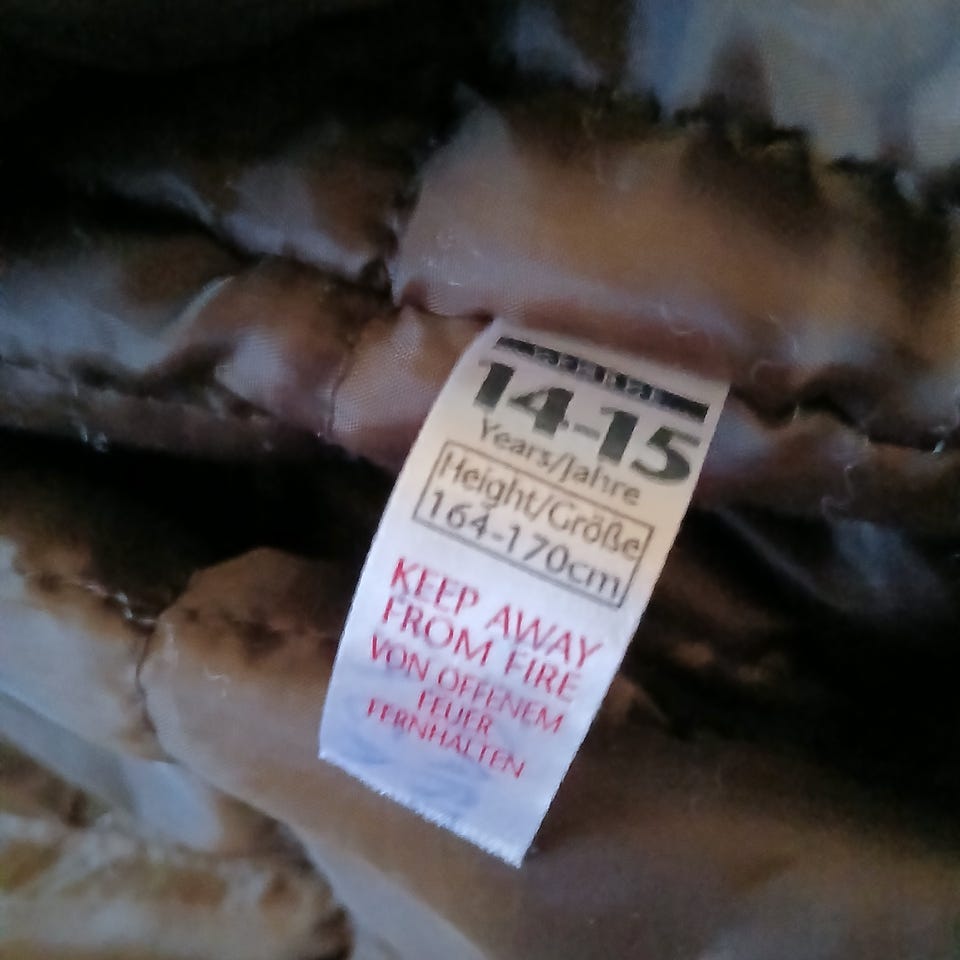 14-15
Years/Jahre
Height/Größe
164-170cm
KEEP AWAY
FROM FIRE
VON OFFENEM
FEUER
FERNHALTEN